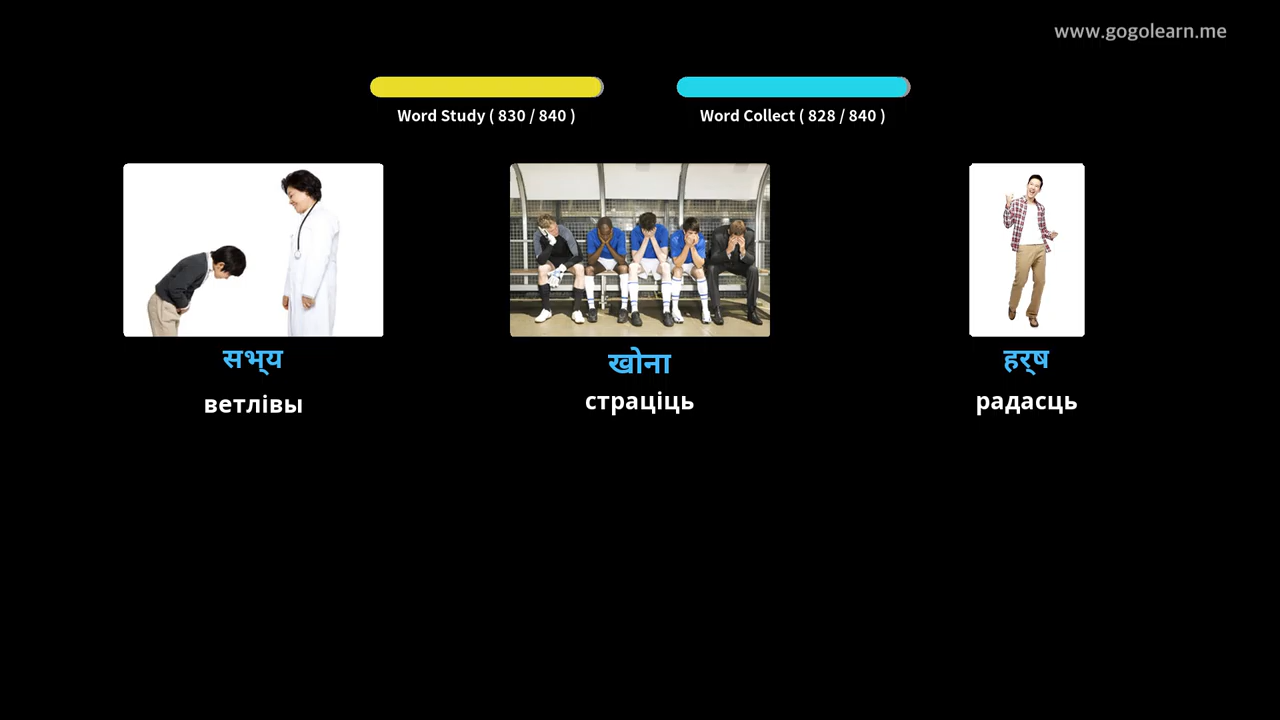 www.gogolearn.me
Word Study ( 830 / 840 )
Word Collect ( 828 / 840 )
सभ्‌य
खोना
हर्‌ष
ветлівы
страціць
радасць